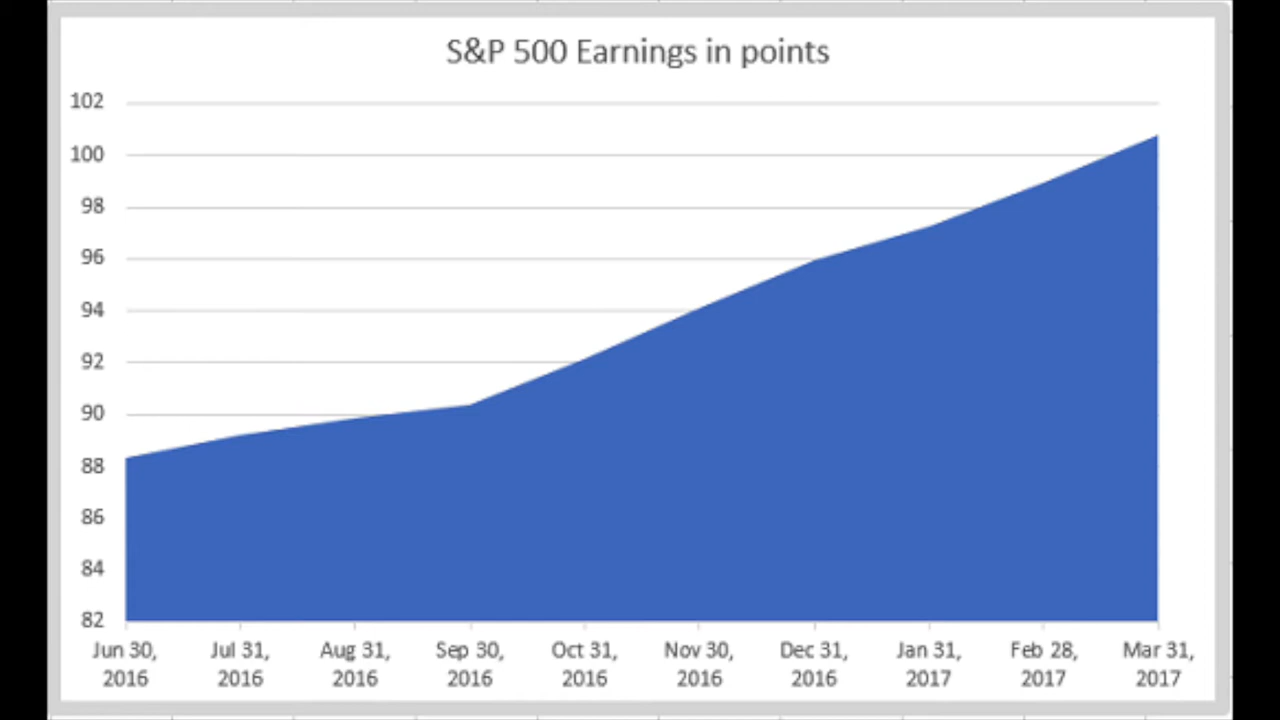 S&P 500 Earnings in points
102
100
98
96
94
92
90
88
86
84
82
Jun 30, 2016
Jul 31, 2016
Aug 31, 2016
Sep 30, 2016
Oct 31, 2016
Nov 30, 2016
Dec 31, 2016
Jan 31, 2017
Feb 28, 2017
Mar 31, 2017